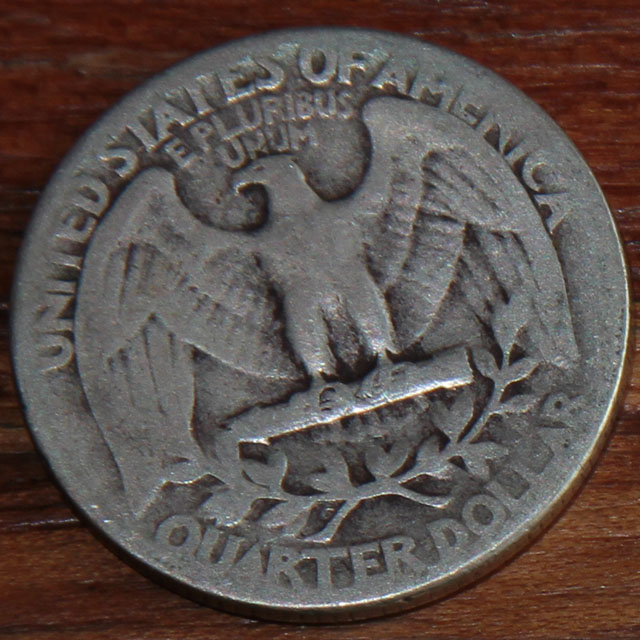 UNITED STATES OF AMERICA
E PLURIBUS
UNUM
QUARTER DOLLAR